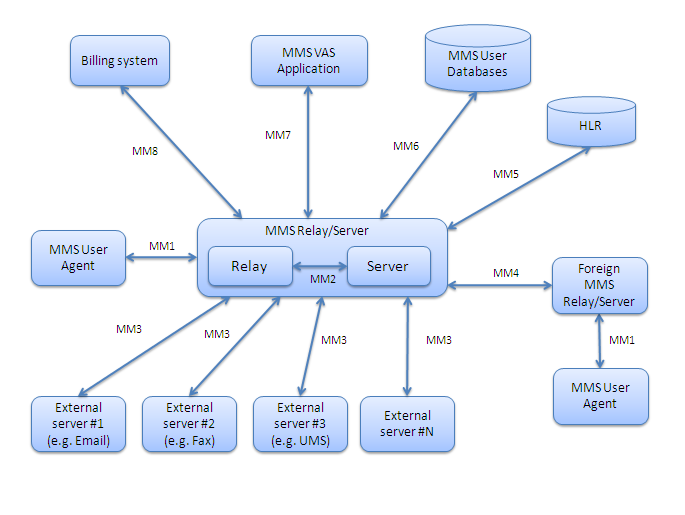 Billing system
MMS VAS
Application
MMS User
Databases
HLR
MM8
MM7
MM6
MM5
MMS Relay/Server
Relay
MM2
Server
MMS User
Agent
MM1
MM4
Foreign
MMS
Relay/Server
MM1
MMS User
Agent
MM3
MM3
MM3
MM3
External
server #1
(e.g. Email)
External
server #2
(e.g. Fax)
External
server #3
(e.g. UMS)
External
server #N